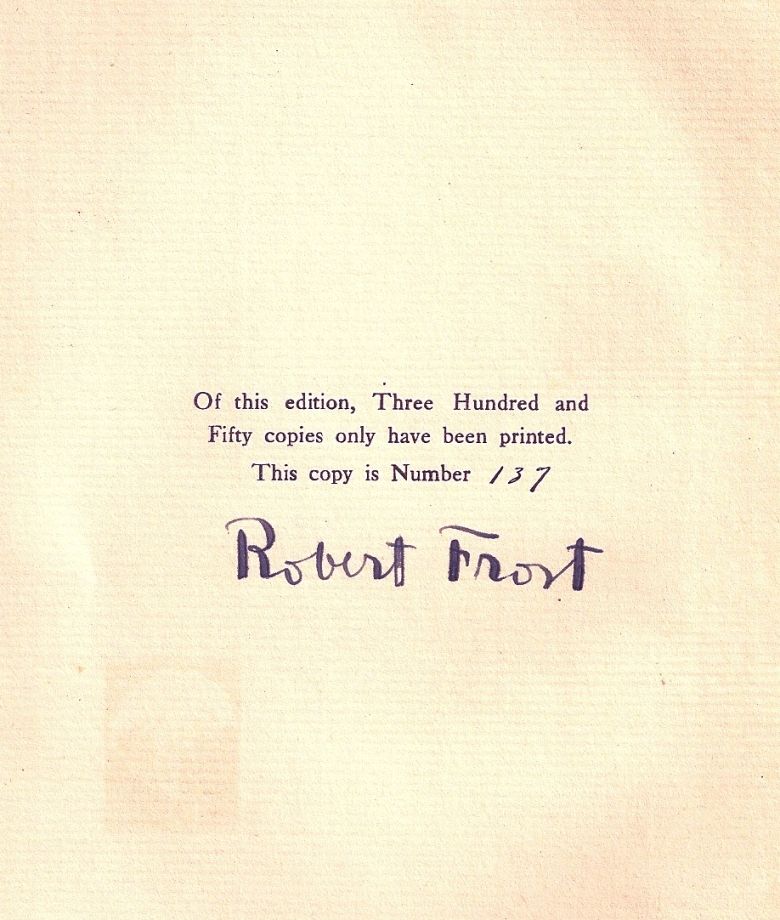 Of this edition, Three Hundred and
Fifty copies only have been printed.
This copy is Number 137
Robert Frost